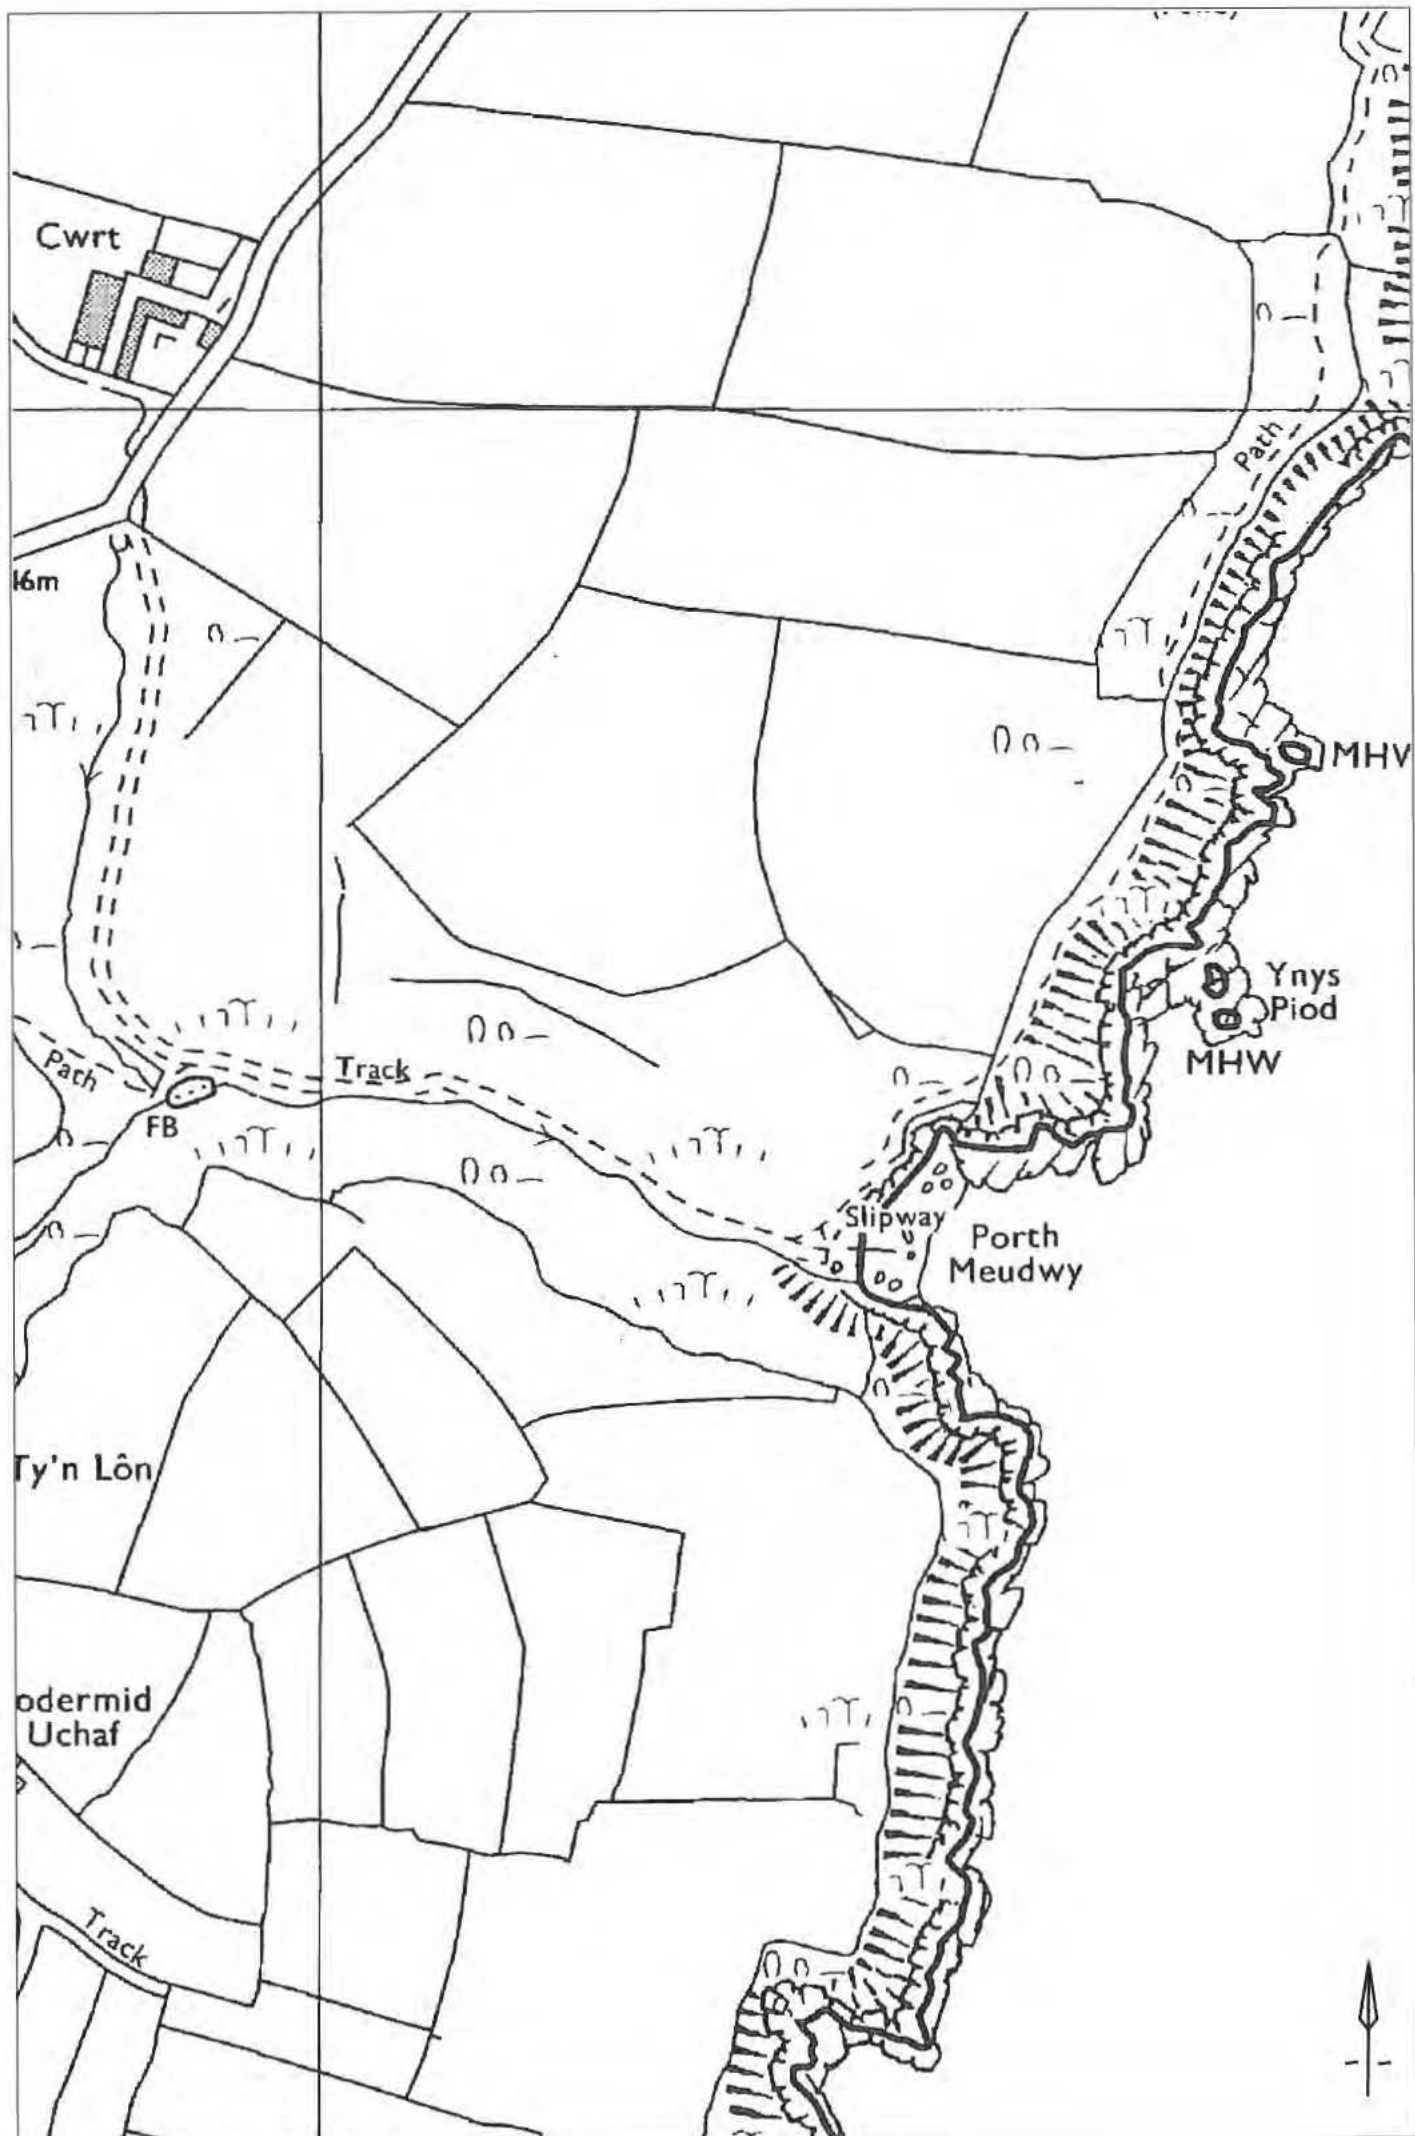 Cwrt
Path
16m
MHW
Ynys
Piod
MHW
Path
Track
FB
Slipway
Porth
Meudwy
Ty'n Lôn
odermid
Uchaf
Track